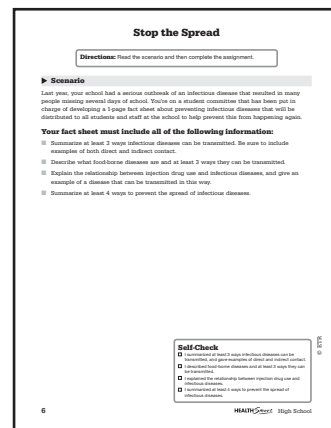 Stop the Spread
Directions: Read the scenario and then complete the assignment.
▶ Scenario
Last year, your school had a serious outbreak of an infectious disease that resulted in many
people missing several days of school. You're on a student committee that has been put in
charge of developing a 1-page fact sheet about preventing infectious diseases that will be
distributed to all students and staff at the school to help prevent this from happening again.
Your fact sheet must include all of the following information:
■ Summarize at least 3 ways infectious diseases can be transmitted. Be sure to include
examples of both direct and indirect contact.
■ Describe what food-borne diseases are and at least 3 ways they can be transmitted.
■ Explain the relationship between injection drug use and infectious diseases, and give an
example of a disease that can be transmitted in this way.
■ Summarize at least 4 ways to prevent the spread of infectious diseases.
Self-Check
☐ I summarized at least 3 ways infectious diseases can be
transmitted, and gave examples of direct and indirect contact.
☐ I described food-borne diseases and at least 3 ways they can
be transmitted.
☐ I explained the relationship between injection drug use and
infectious diseases.
☐ I summarized at least 4 ways to prevent the spread of
infectious diseases.
© ETR
6
HEALTHSmart High School